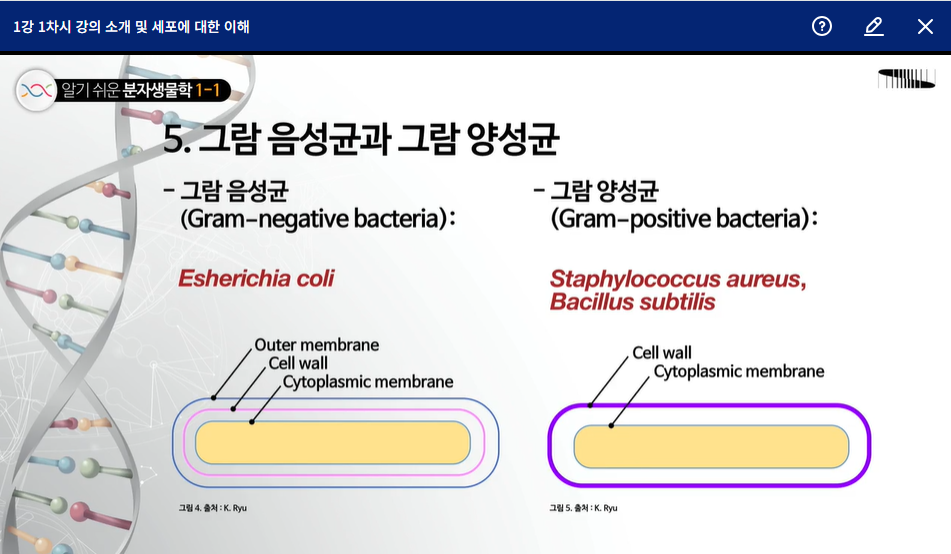 1강 1차시 강의 소개 및 세포에 대한 이해
알기 쉬운 분자생물학 1-1
5. 그람 음성균과 그람 양성균
- 그람 음성균
(Gram-negative bacteria):
Esherichia coli
Outer membrane
Cell wall
Cytoplasmic membrane
그림 4. 출처 : K. Ryu
- 그람 양성균
(Gram-positive bacteria):
Staphylococcus aureus,
Bacillus subtilis
Cell wall
Cytoplasmic membrane
그림 5. 출처 : K. Ryu